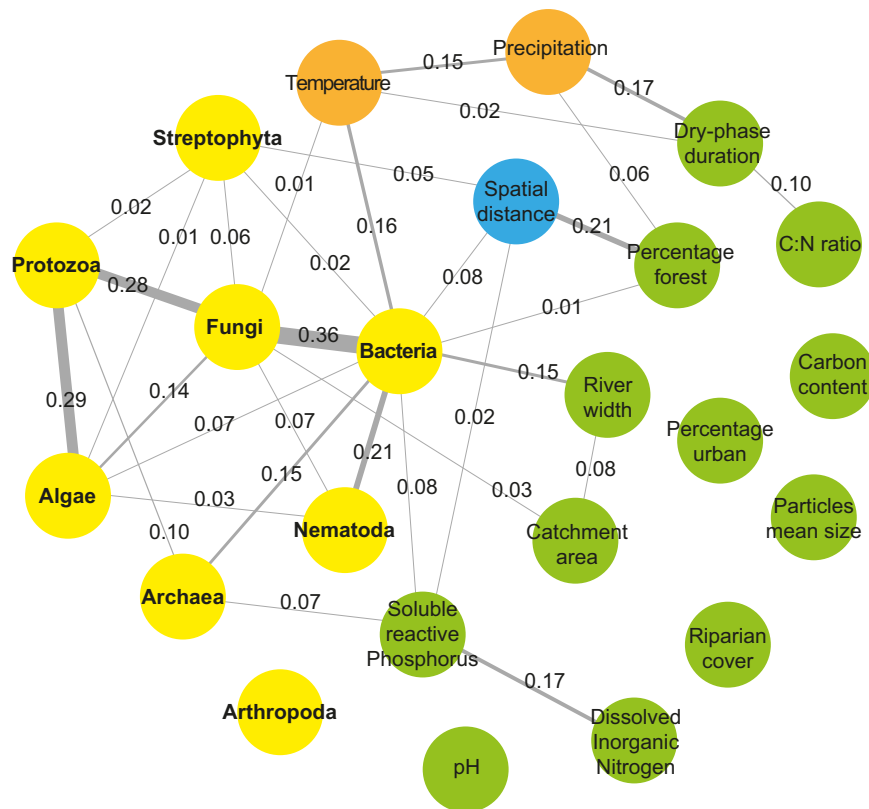 Precipitation
0.15
Temperature
0.17
0.02
Dry-phase
duration
Streptophyta
0.06
0.10
0.01
0.05
Spatial
distance
0.02
0.16
0.21
C:N ratio
0.01
0.06
Percentage
forest
Protozoa
0.02
0.08
0.28
0.01
Fungi
0.36
Bacteria
Carbon
content
0.15
River
width
0.29
0.14
0.02
0.07
0.07
Percentage
urban
0.21
0.15
0.08
0.08
Algae
0.03
0.03
Particles
mean size
Nematoda
Catchment
area
0.10
Archaea
0.07
Soluble
reactive
Phosphorus
Riparian
cover
0.17
Arthropoda
Dissolved
Inorganic
Nitrogen
pH